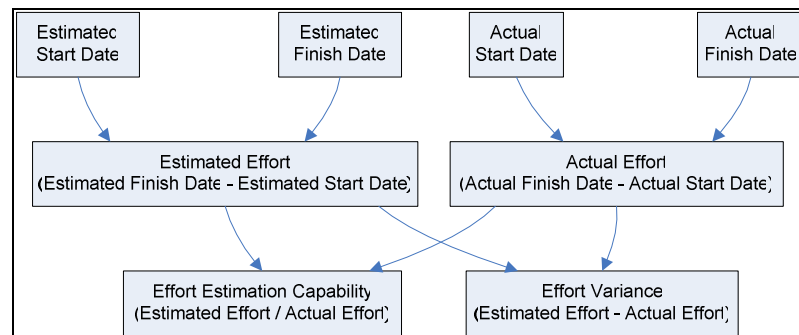 Estimated
Start Date
Estimated
Finish Date
Actual
Start Date
Actual
Finish Date
Estimated Effort
(Estimated Finish Date - Estimated Start Date)
Actual Effort
(Actual Finish Date - Actual Start Date)
Effort Estimation Capability
(Estimated Effort / Actual Effort)
Effort Variance
(Estimated Effort - Actual Effort)